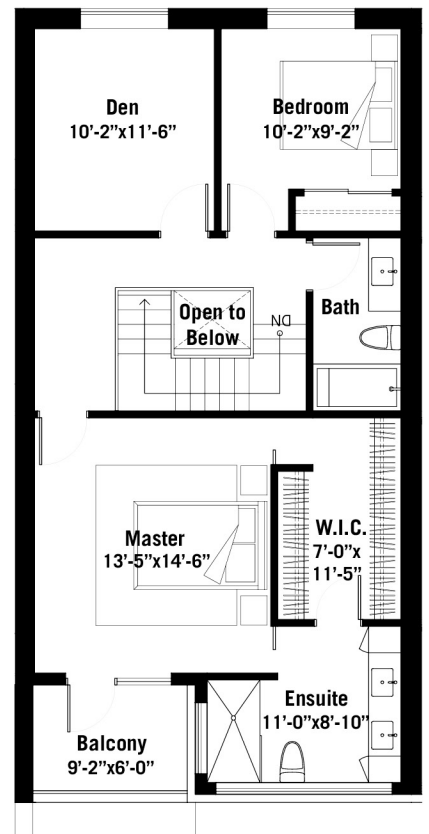 Den
10’-2”x11’-6”
Bedroom
10’-2”x9’-2”
Open to
Below
DN
Bath
Master
13’-5”x14’-6”
W.I.C.
7’-0”x
11’-5”
Ensuite
11’-0”x8’-10”
Balcony
9’-2”x6’-0”